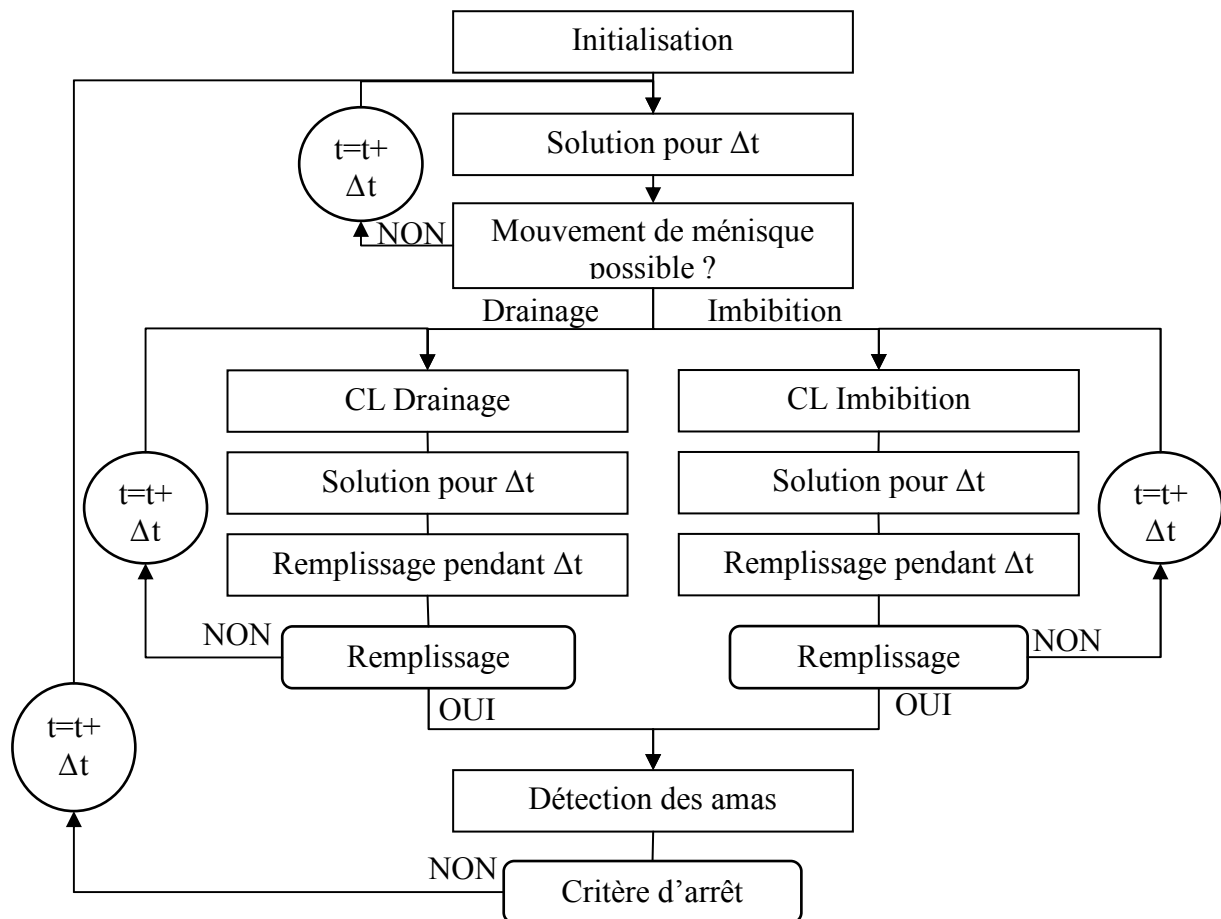 Initialisation
t=t+
Δt
Solution pour Δt
NON
Mouvement de ménisque
possible ?
Drainage
Imbibition
CL Drainage
CL Imbibition
t=t+
Δt
Solution pour Δt
Solution pour Δt
t=t+
Δt
Remplissage pendant Δt
Remplissage pendant Δt
NON
Remplissage
Remplissage
NON
OUI
OUI
t=t+
Δt
Détection des amas
NON
Critère d’arrêt